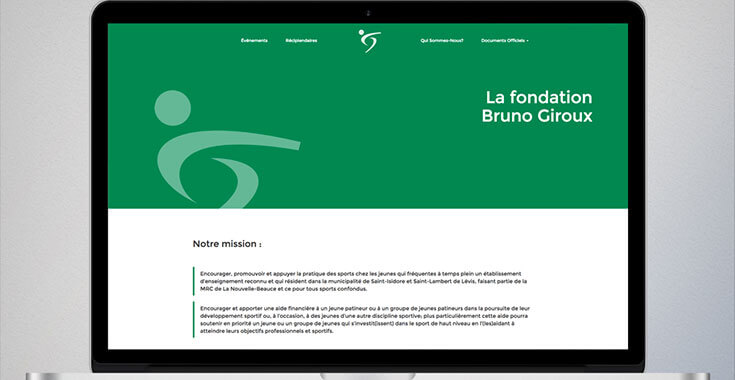 Événements Récipiendaires Qui Sommes-Nous? Documents Officiels
La fondation
Bruno Giroux
Notre mission :
Encourager, promouvoir et appuyer la pratique des sports chez les jeunes qui fréquentes à temps plein un établissement
d'enseignement reconnu et qui résident dans la municipalité de Saint-Isidore et Saint-Lambert de Lévis, faisant partie de la
MRC de La Nouvelle-Beauce et ce pour tous sports confondus.
Encourager et apporter une aide financière à un jeune patineur ou à un groupe de jeunes patineurs dans la poursuite de leur
développement sportif ou, à l'occasion, à des jeunes d'une autre discipline sportive; plus particulièrement cette aide pourra
soutenir en priorité un jeune ou un groupe de jeunes qui s'investit(issent) dans le sport de haut niveau en l'(les)aidant à
atteindre leurs objectifs professionnels et sportifs.